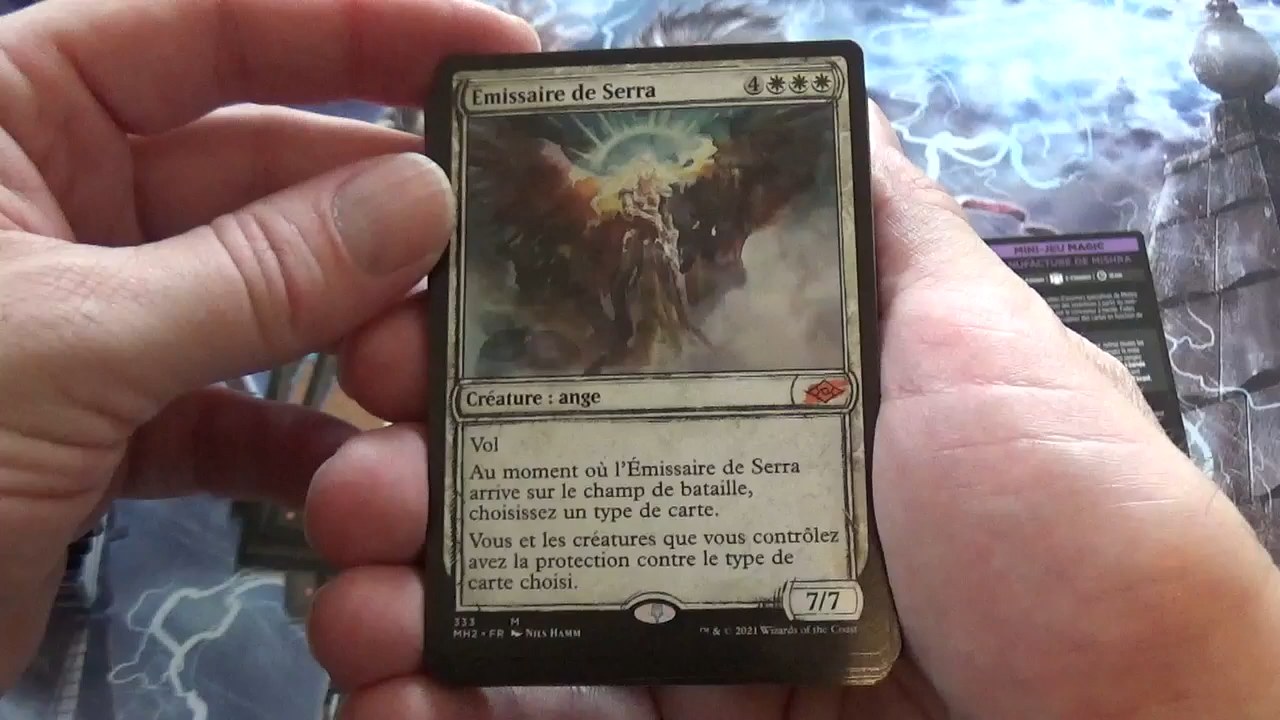 Émissaire de Serra 4
Créature : ange
Vol
Au moment où l'Émissaire de Serra
arrive sur le champ de bataille,
choisissez un type de carte.
Vous et les créatures que vous contrôlez
avez la protection contre le type de
carte choisi.
7/7
333 M
MH2 • FR Nils Hamm
™ & © 2021 Wizards of the Coast
MINI-JEU MAGIC
MANUFACTURE DE MISHRA